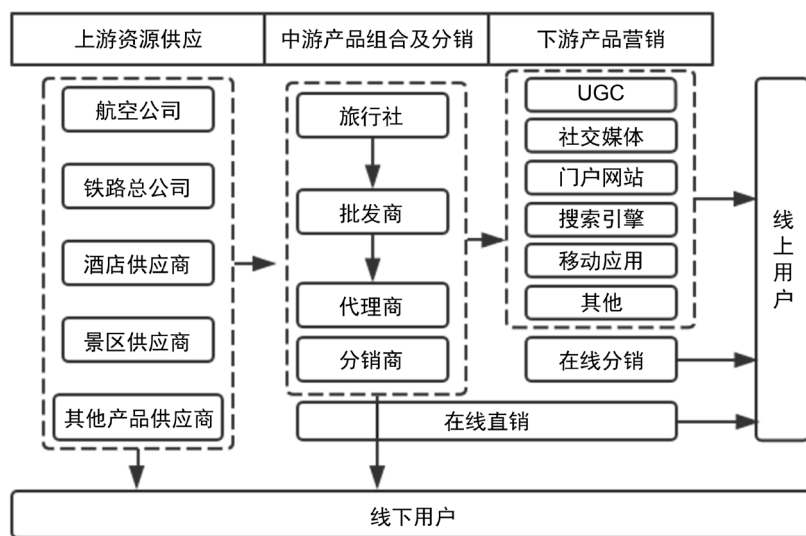 上游资源供应
中游产品组合及分销
下游产品营销
航空公司
铁路总公司
酒店供应商
景区供应商
其他产品供应商
旅行社
批发商
代理商
分销商
UGC
社交媒体
门户网站
搜索引擎
移动应用
其他
在线分销
在线直销
线上用户
线下用户